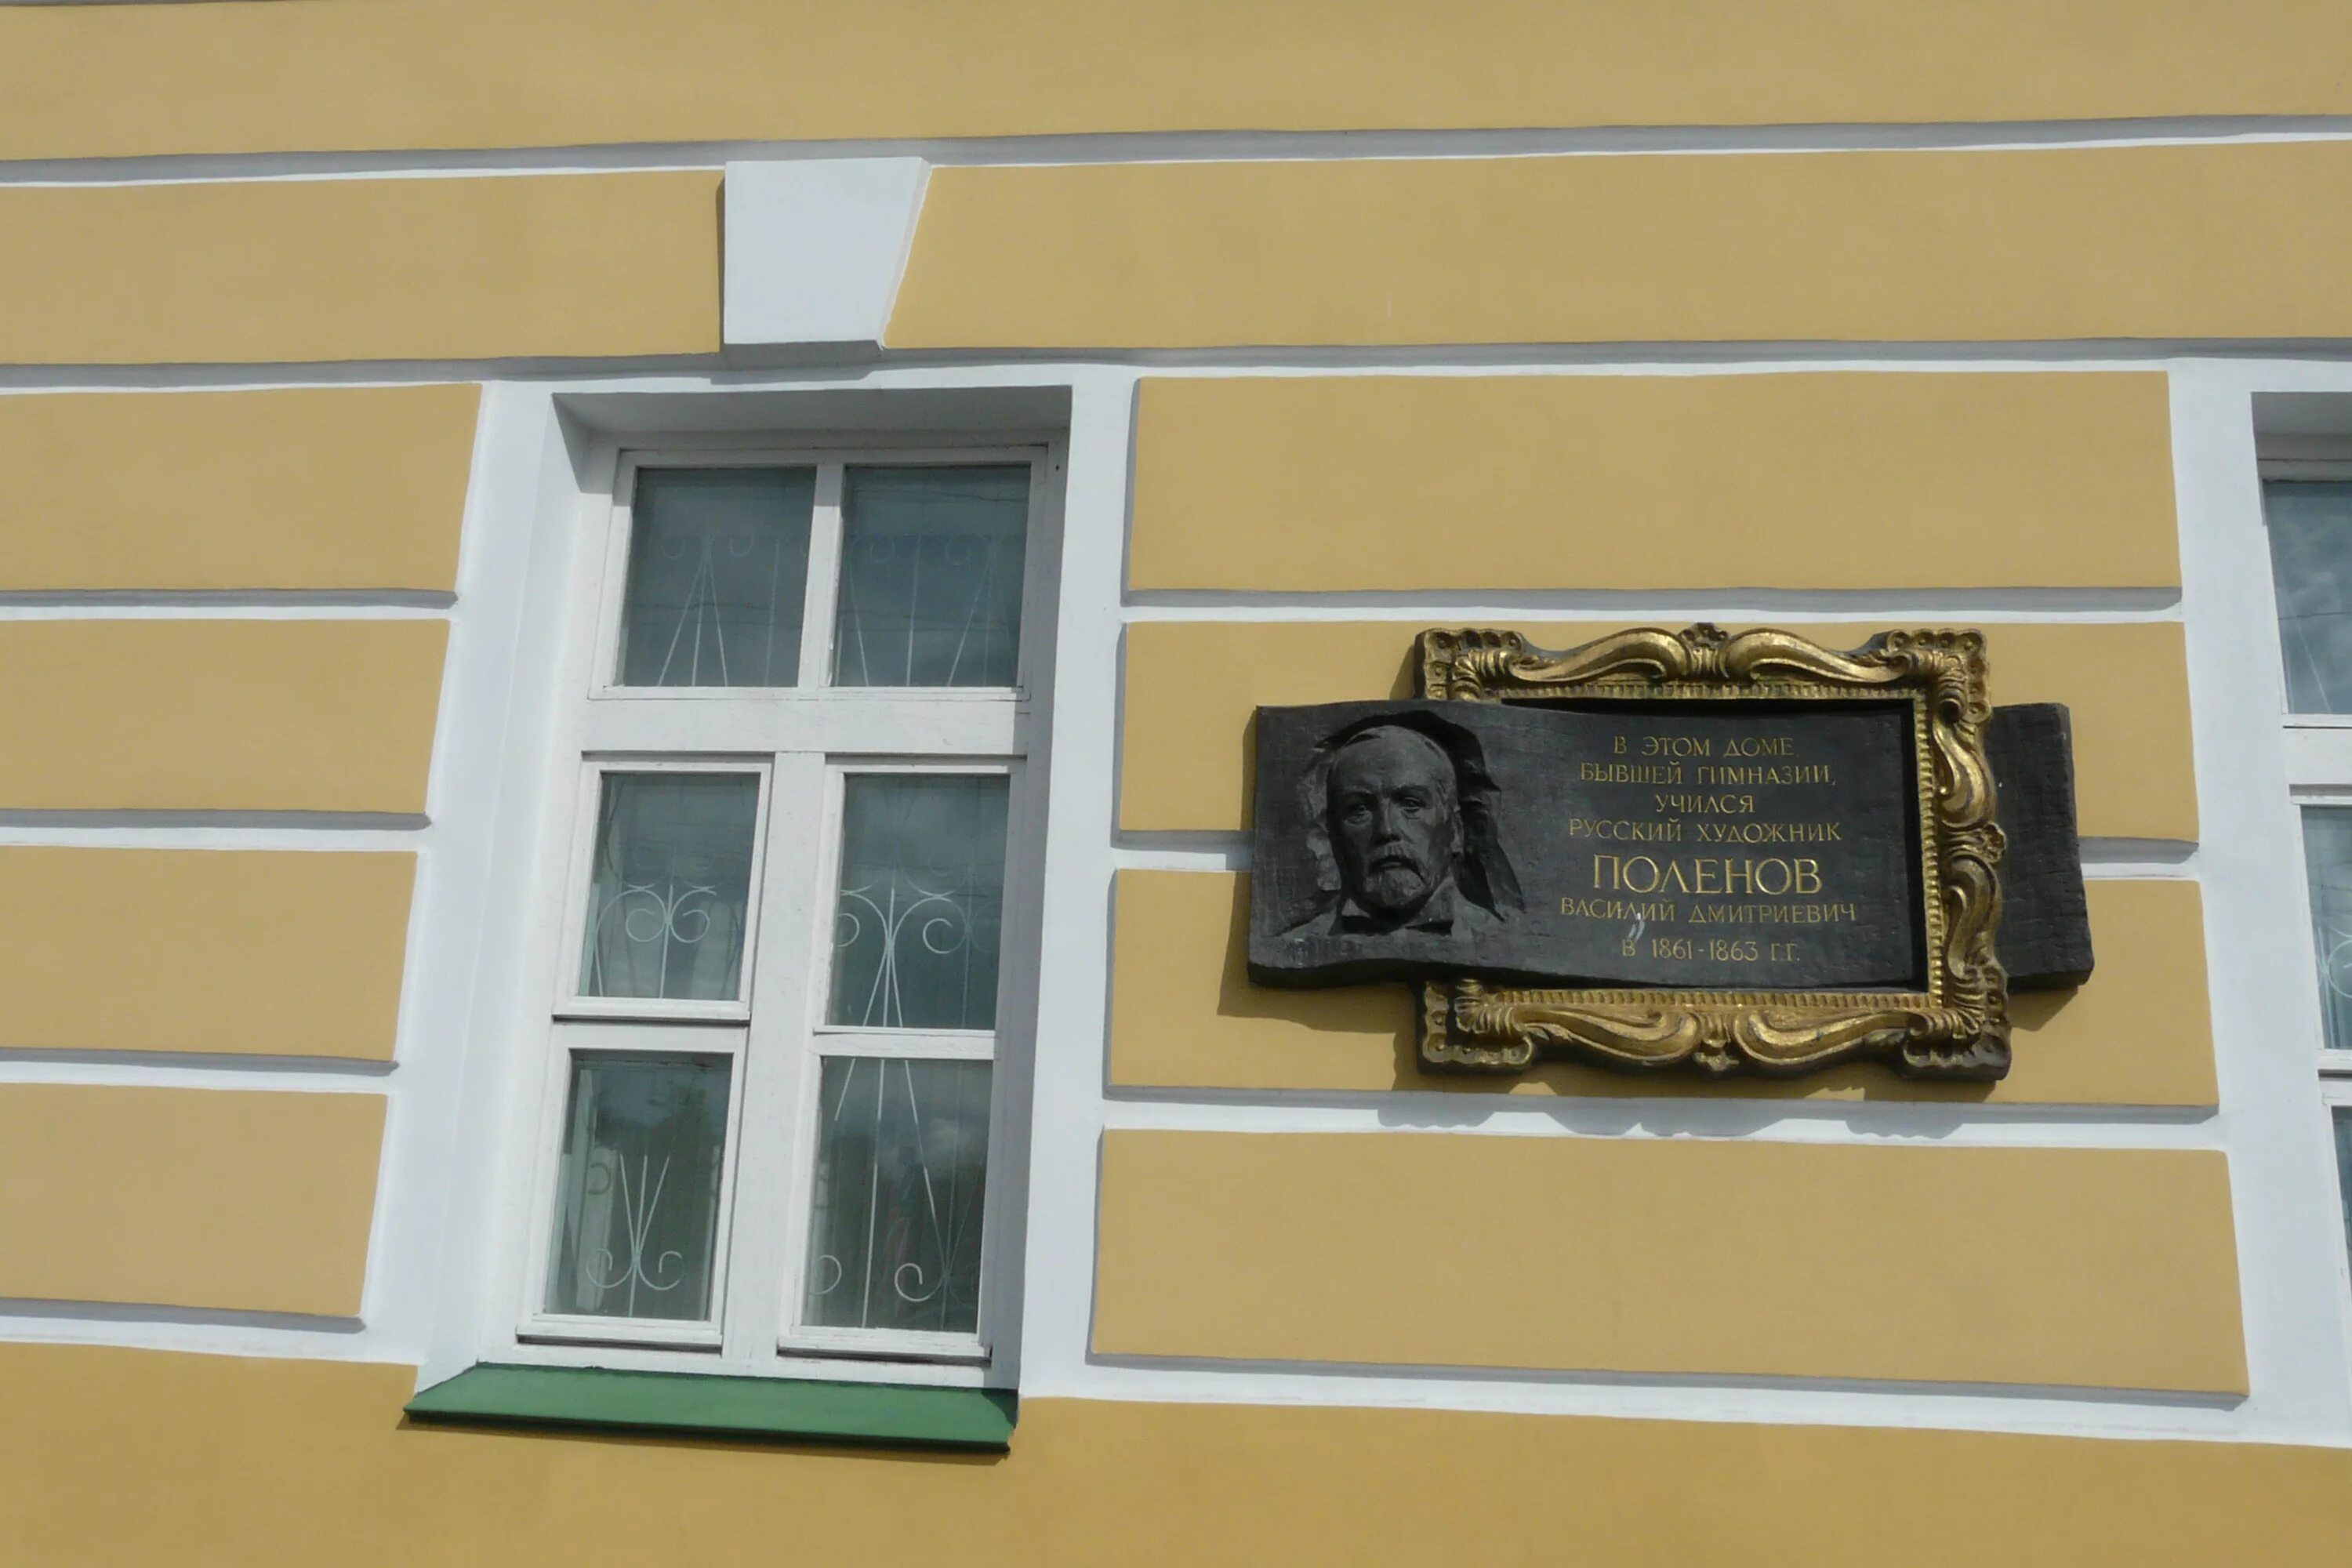 В ЭТОМ ДОМЕ
БЫВШЕЙ ГИМНАЗИИ,
УЧИЛСЯ
РУССКИЙ ХУДОЖНИК
ПОЛЕНОВ
ВАСИЛИЙ ДМИТРИЕВИЧ
В 1861-1863 Г.Г.